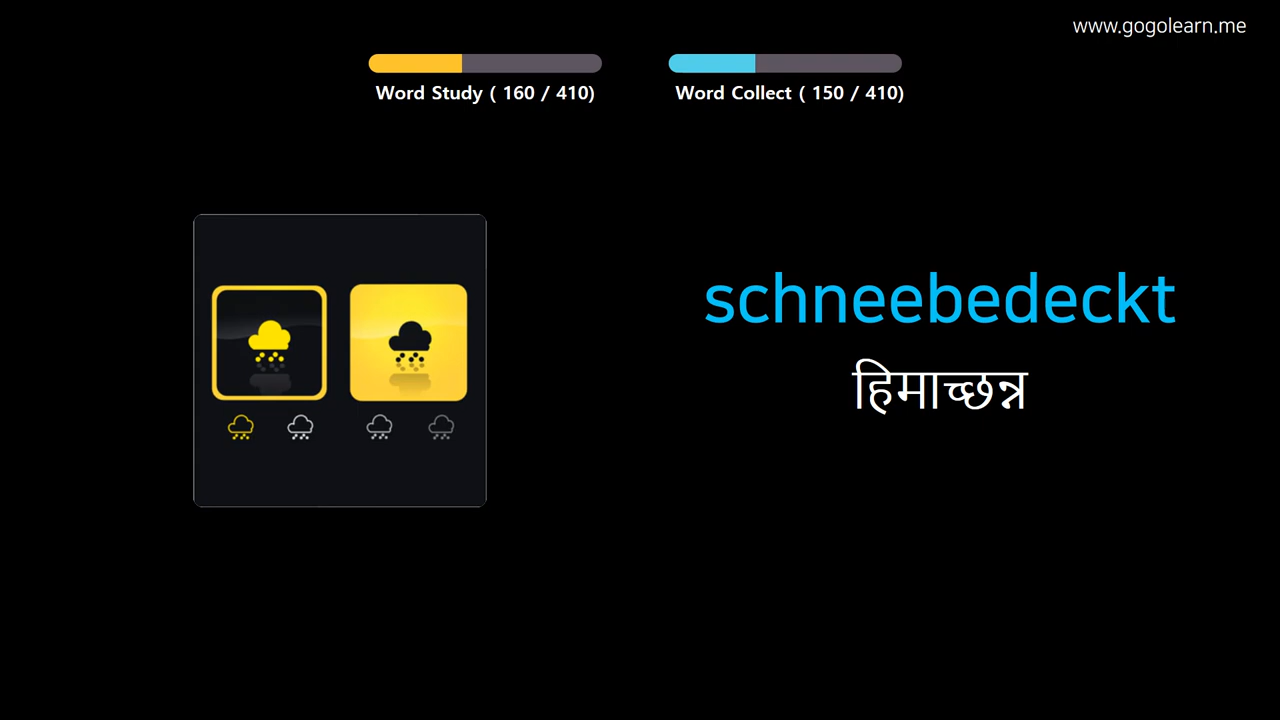 www.gogolearn.me
Word Study ( 160 / 410)
Word Collect ( 150 / 410)
schneebedeckt
हिमाच्छन्न